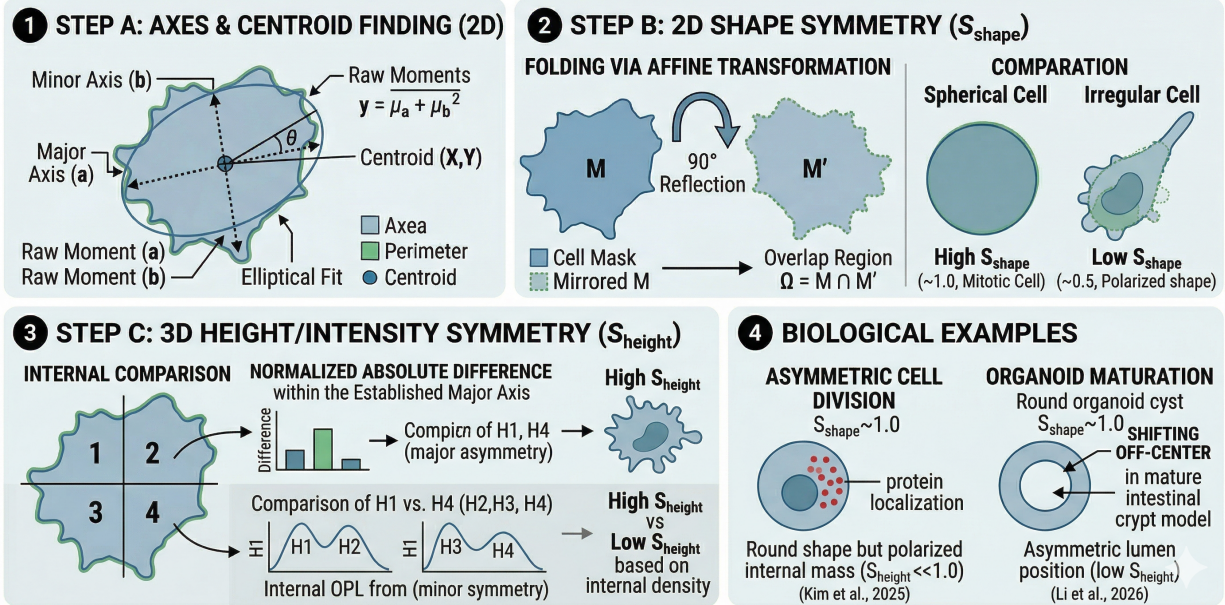 1 STEP A: AXES & CENTROID FINDING (2D)
Minor Axis (b)
Raw Moments
y = μa + μb²
θ
Major
Axis (a)
Centroid (X,Y)
Axea
Perimeter
Centroid
Raw Moment (a)
Raw Moment (b)
Elliptical Fit
2 STEP B: 2D SHAPE SYMMETRY (Sshape)
FOLDING VIA AFFINE TRANSFORMATION
M
90°
Reflection
M′
Cell Mask
Mirrored M
Overlap Region
Ω = M ∩ M′
COMPARATION
Spherical Cell
Irregular Cell
High Sshape
(~1.0, Mitotic Cell)
Low Sshape
(~0.5, Polarized shape)
3 STEP C: 3D HEIGHT/INTENSITY SYMMETRY (Sheight)
INTERNAL COMPARISON
1 2
3 4
NORMALIZED ABSOLUTE DIFFERENCE
within the Established Major Axis
Difference
of H1, H4
(major asymmetry)
High Sheight
Comparison of H1 vs. H4 (H2,H3, H4)
H1
H1 H2
H1
H3 H4
Internal OPL from (minor symmetry)
High Sheight
vs
Low Sheight
based on
internal density
4 BIOLOGICAL EXAMPLES
ASYMMETRIC CELL
DIVISION
Sshape~1.0
protein
localization
Round shape but polarized
internal mass (Sheight<<1.0)
(Kim et al., 2025)
ORGANOID MATURATION
Round organoid cyst
Sshape~1.0
SHIFTING
OFF-CENTER
in mature
intestinal
crypt model
Asymmetric lumen
position (low Sheight)
(Li et al., 2026)